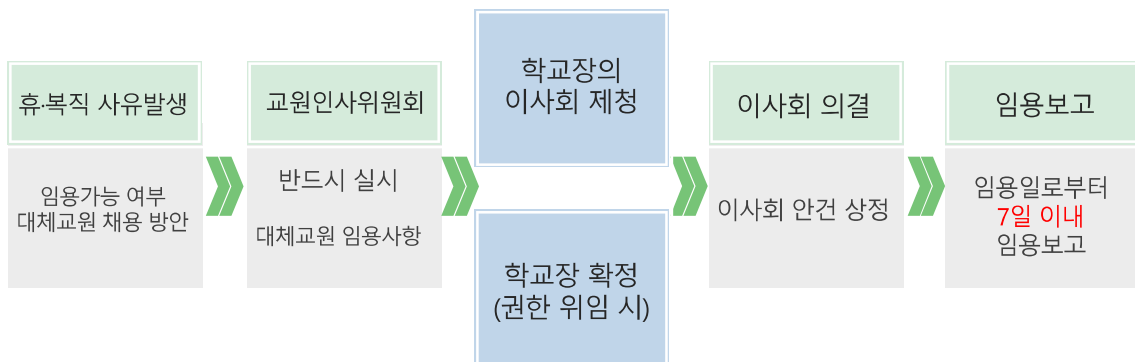 휴·복직 사유발생
임용가능 여부
대체교원 채용 방안
교원인사위원회
반드시 실시
대체교원 임용사항
학교장의
이사회 제청
학교장 확정
(권한 위임 시)
이사회 의결
이사회 안건 상정
임용보고
임용일로부터
7일 이내
임용보고